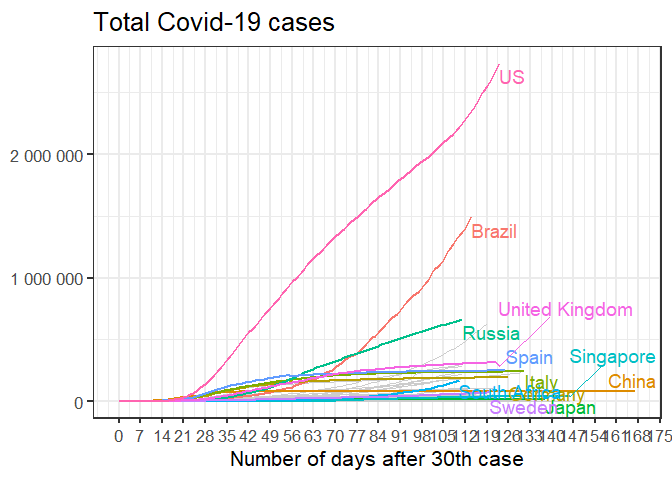 Total Covid-19 cases
US
2 000 000
Brazil
1 000 000
United Kingdom
Russia
Spain
Singapore
Italy
China
South Africa
Germany
Sweden
Japan
0
0 7 14 21 28 35 42 49 56 63 70 77 84 91 98 105 112 119 126 133 140 147 154 161 168 175
Number of days after 30th case